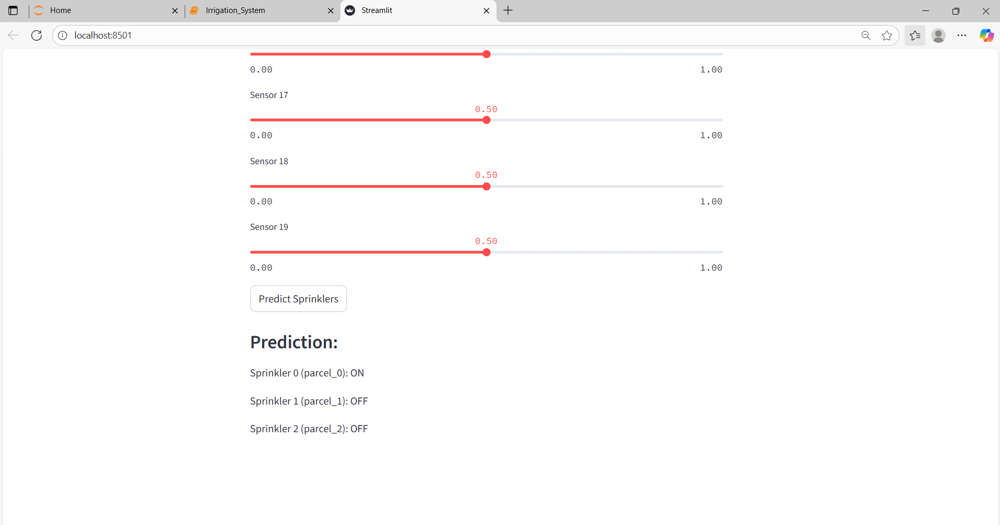 Home
Irrigation_System
Streamlit
localhost:8501
0.00 1.00
Sensor 17
0.50
0.00 1.00
Sensor 18
0.50
0.00 1.00
Sensor 19
0.50
0.00 1.00
Predict Sprinklers
Prediction:
Sprinkler 0 (parcel_0): ON
Sprinkler 1 (parcel_1): OFF
Sprinkler 2 (parcel_2): OFF